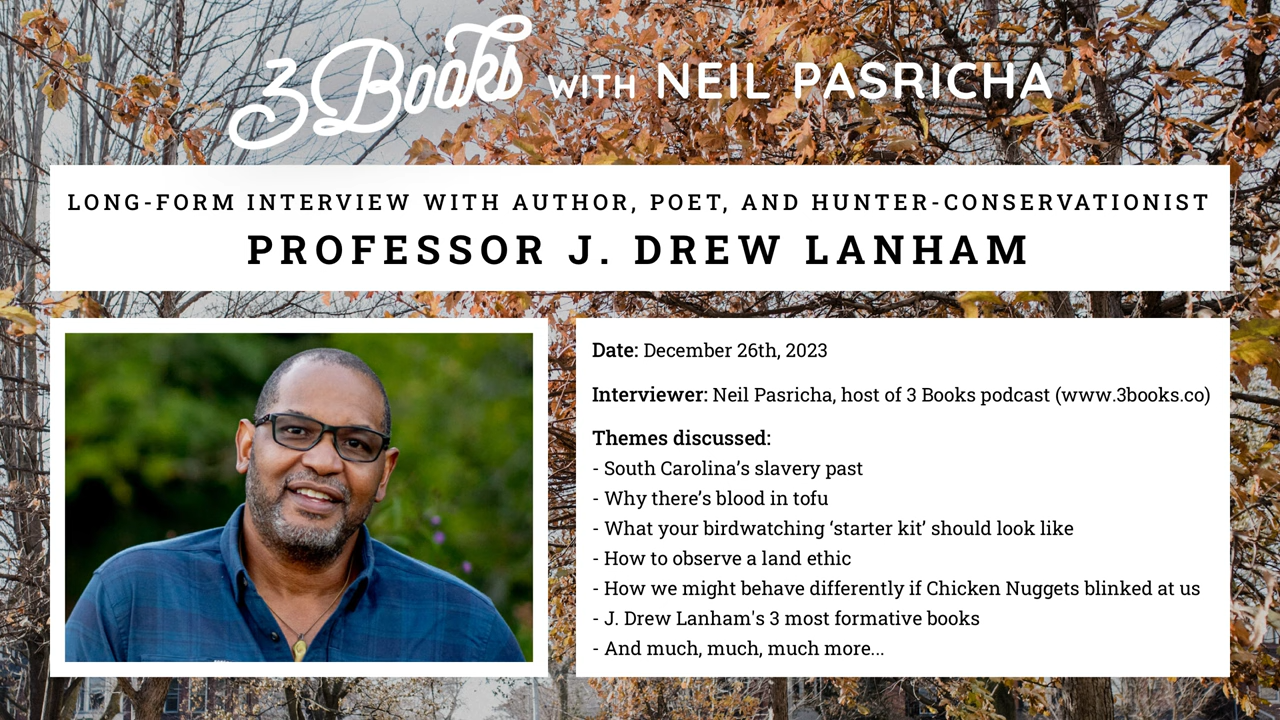 3 Books WITH NEIL PASRICHA
LONG-FORM INTERVIEW WITH AUTHOR, POET, AND HUNTER-CONSERVATIONIST
PROFESSOR J. DREW LANHAM
Date: December 26th, 2023
Interviewer: Neil Pasricha, host of 3 Books podcast (www.3books.co)
Themes discussed:
- South Carolina’s slavery past
- Why there’s blood in tofu
- What your birdwatching ‘starter kit’ should look like
- How to observe a land ethic
- How we might behave differently if Chicken Nuggets blinked at us
- J. Drew Lanham's 3 most formative books
- And much, much, much more...